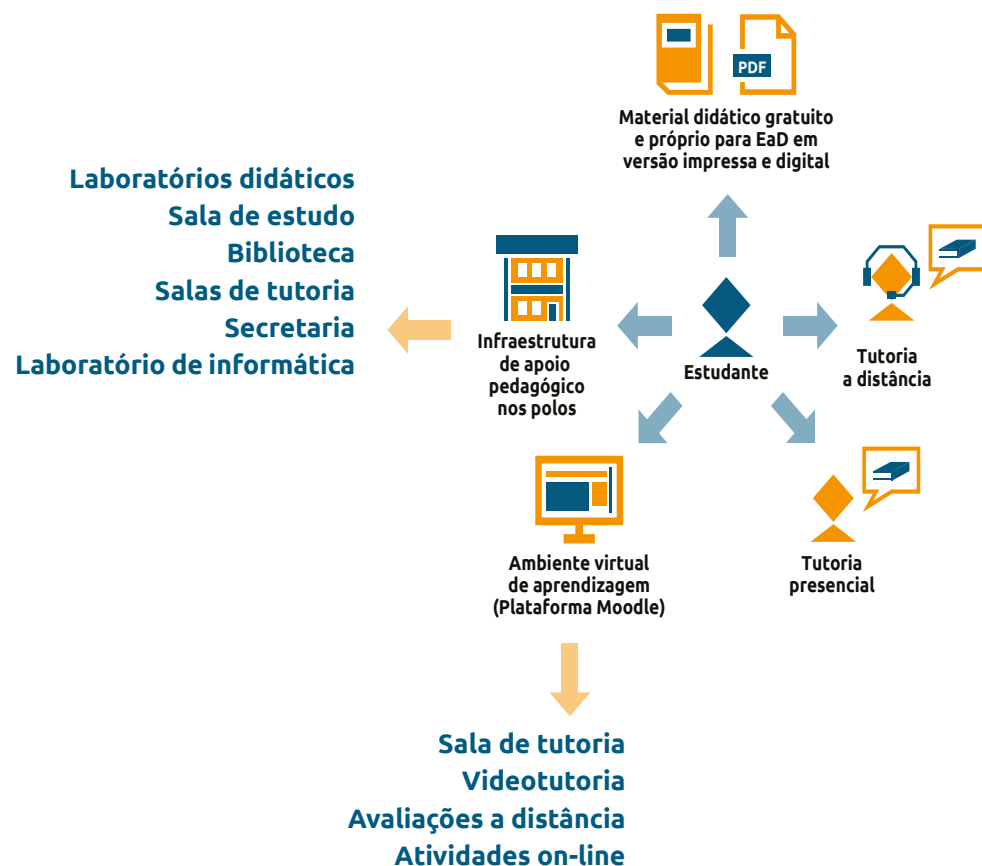 PDF
Material didático gratuito
e próprio para EaD em
versão impressa e digital
Laboratórios didáticos
Sala de estudo
Biblioteca
Salas de tutoria
Secretaria
Laboratório de informática
Infraestrutura
de apoio
pedagógico
nos polos
Estudante
Tutoria
a distância
Ambiente virtual
de aprendizagem
(Plataforma Moodle)
Tutoria
presencial
Sala de tutoria
Videotutoria
Avaliações a distância
Atividades on-line